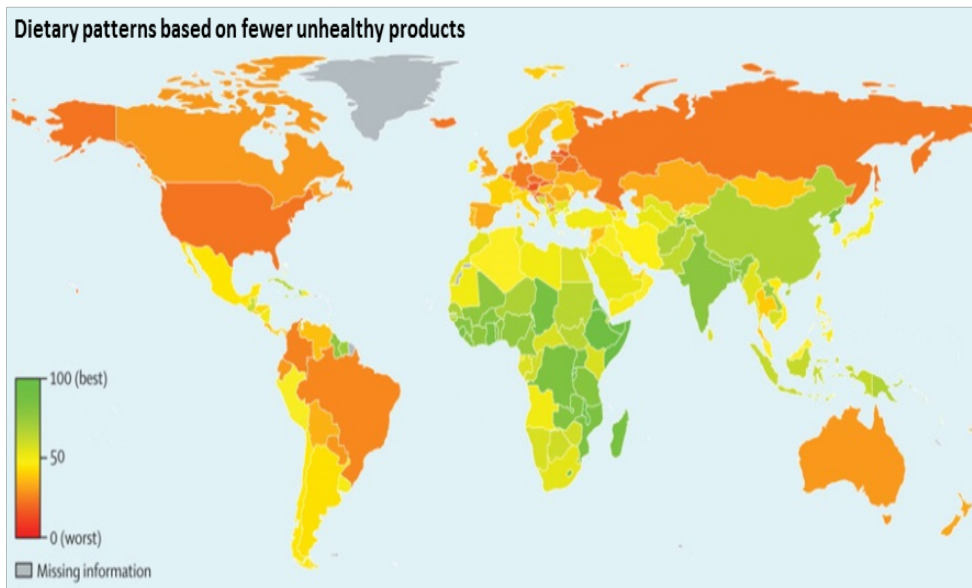 Dietary patterns based on fewer unhealthy products
100 (best)
50
0 (worst)
Missing information